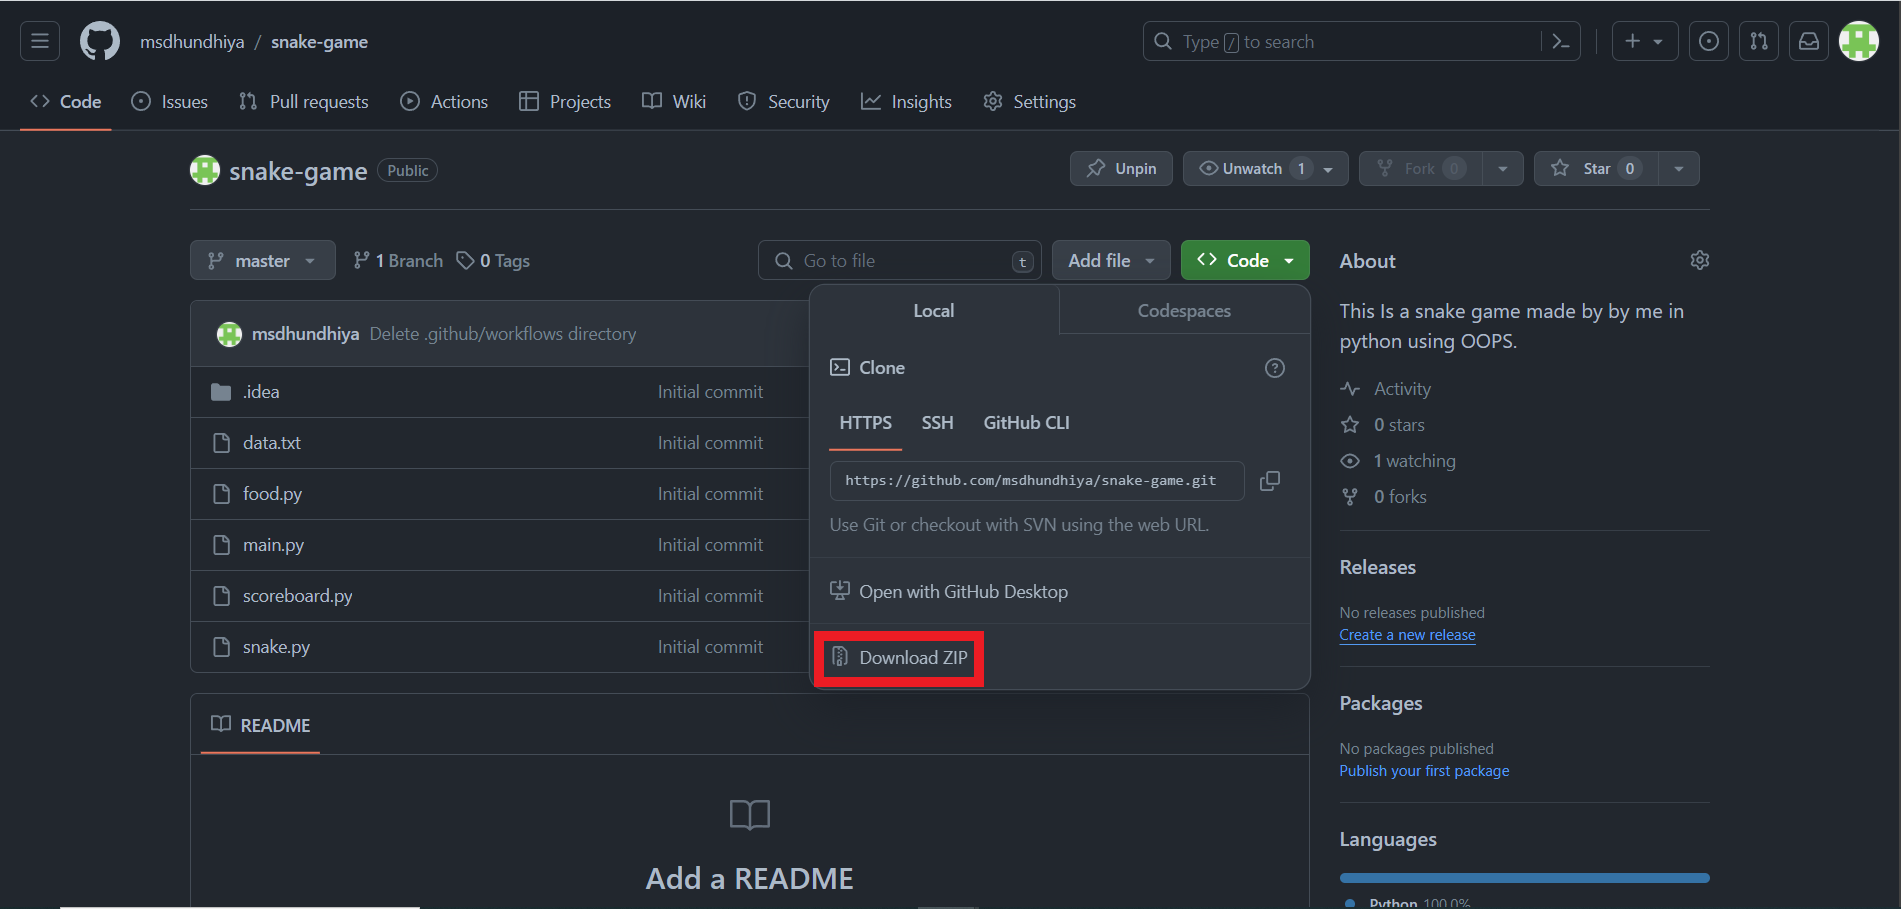 msdhundhiya / snake-game
Type / to search
Code Issues Pull requests Actions Projects Wiki Security Insights Settings
snake-game Public
Unpin Unwatch 1 Fork 0 Star 0
master 1 Branch 0 Tags
Go to file t Add file Code
Local Codespaces
Clone
HTTPS SSH GitHub CLI
https://github.com/msdhundhiya/snake-game.git
Use Git or checkout with SVN using the web URL.
Open with GitHub Desktop
Download ZIP
msdhundhiya Delete .github/workflows directory
.idea Initial commit
data.txt Initial commit
food.py Initial commit
main.py Initial commit
scoreboard.py Initial commit
snake.py Initial commit
README
Add a README
About
This Is a snake game made by by me in
python using OOPS.
Activity
0 stars
1 watching
0 forks
Releases
No releases published
Create a new release
Packages
No packages published
Publish your first package
Languages
Python 100.0%